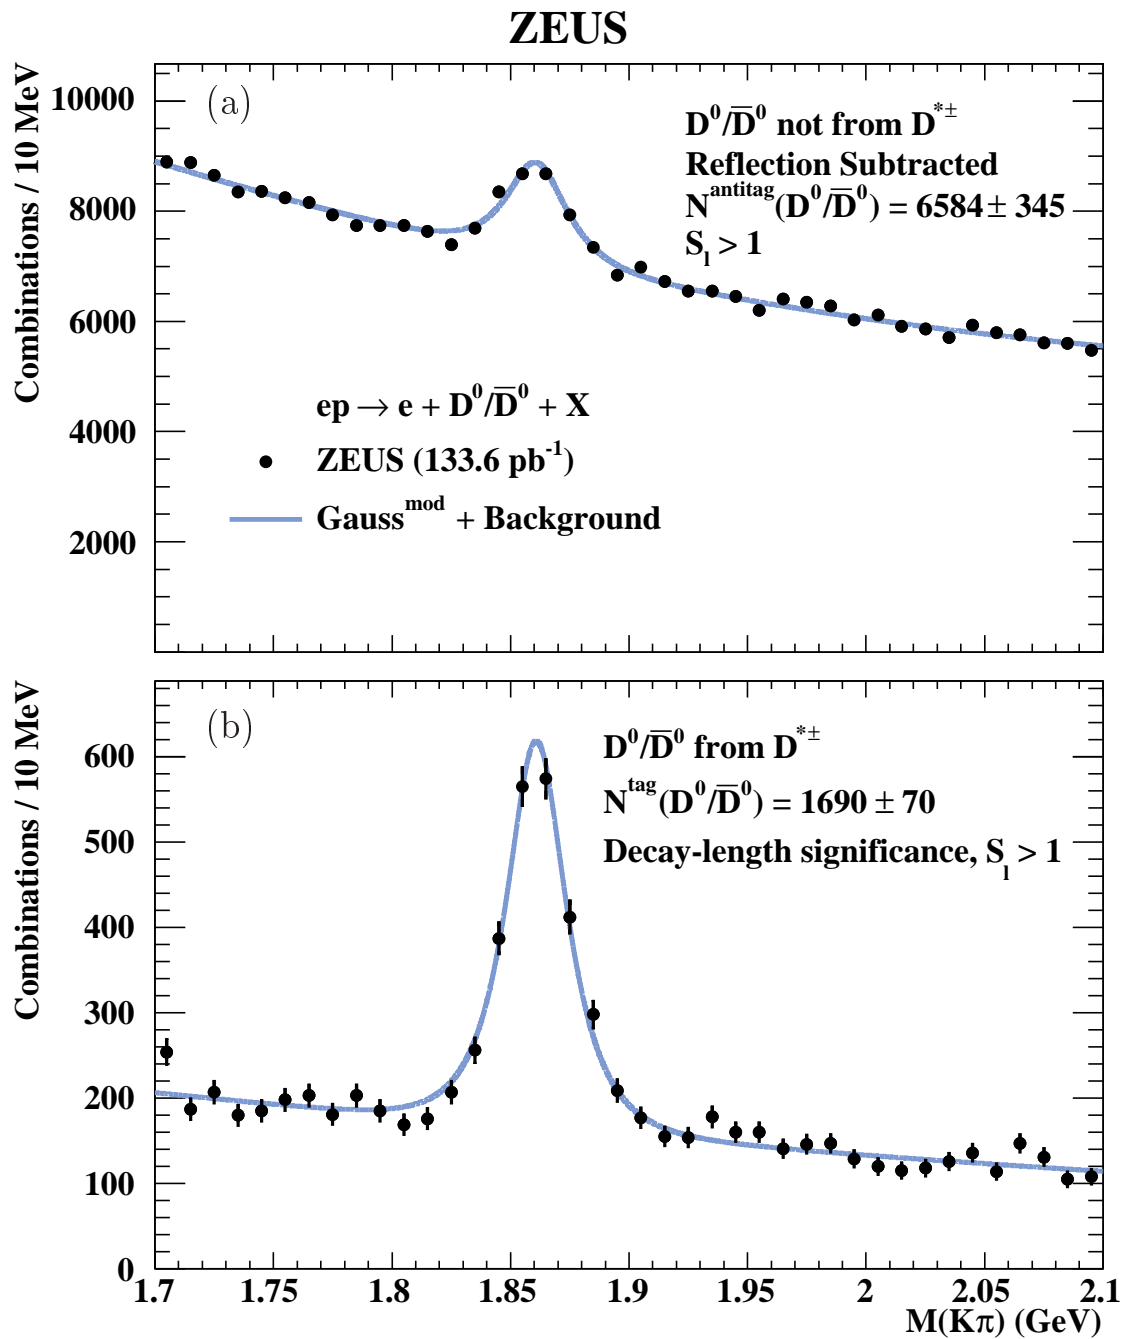 ZEUS
Combinations / 10 MeV
10000
8000
6000
4000
2000
(a)
D⁰/D̅⁰ not from D*±
Reflection Subtracted
N^antitag(D⁰/D̅⁰) = 6584 ± 345
S_l > 1
ep → e + D⁰/D̅⁰ + X
ZEUS (133.6 pb⁻¹)
Gauss^mod + Background
Combinations / 10 MeV
600
500
400
300
200
100
0
(b)
D⁰/D̅⁰ from D*±
N^tag(D⁰/D̅⁰) = 1690 ± 70
Decay-length significance, S_l > 1
1.7 1.75 1.8 1.85 1.9 1.95 2 2.05 2.1
M(Kπ) (GeV)